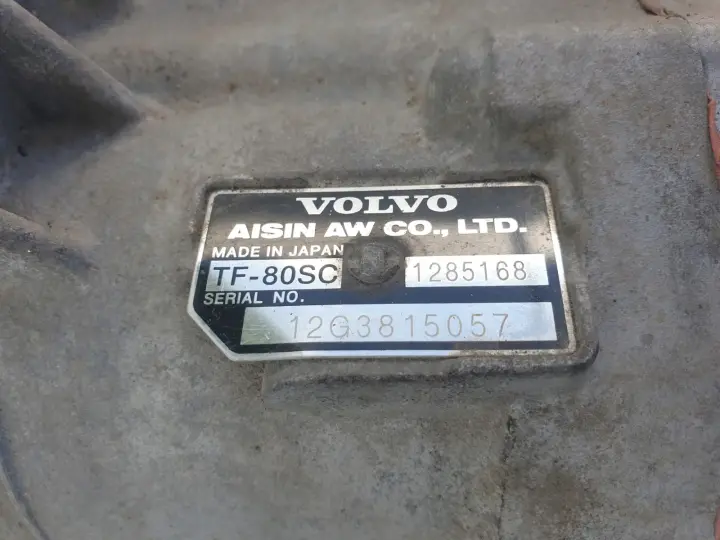 VOLVO
AISIN AW CO., LTD.
MADE IN JAPAN
TF-80SC 1285168
SERIAL NO.
12G3815057